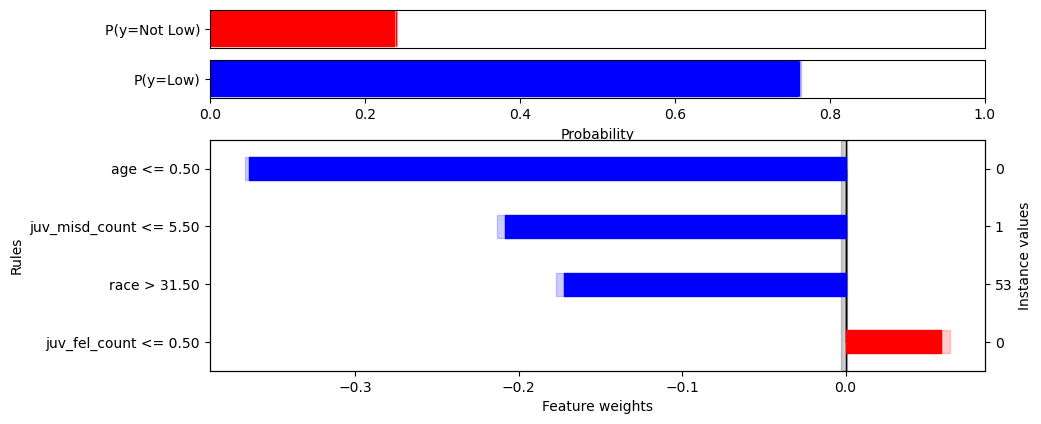 P(y=Not Low)
P(y=Low)
0.0 0.2 0.4 0.6 0.8 1.0
Probability
age <= 0.50 0
juv_misd_count <= 5.50 1
race > 31.50 53
juv_fel_count <= 0.50 0
Rules
Instance values
−0.3 −0.2 −0.1 0.0
Feature weights